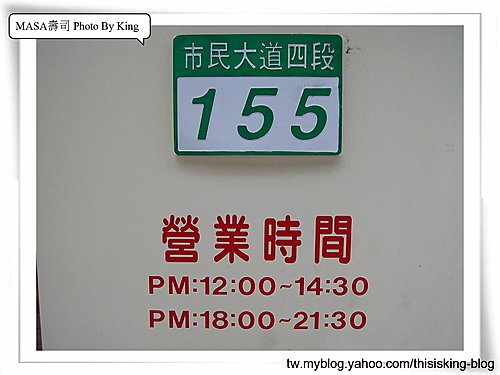 MASA壽司 Photo By King
市民大道四段
155
營業時間
PM:12:00~14:30
PM:18:00~21:30
tw.myblog.yahoo.com/thisisking-blog